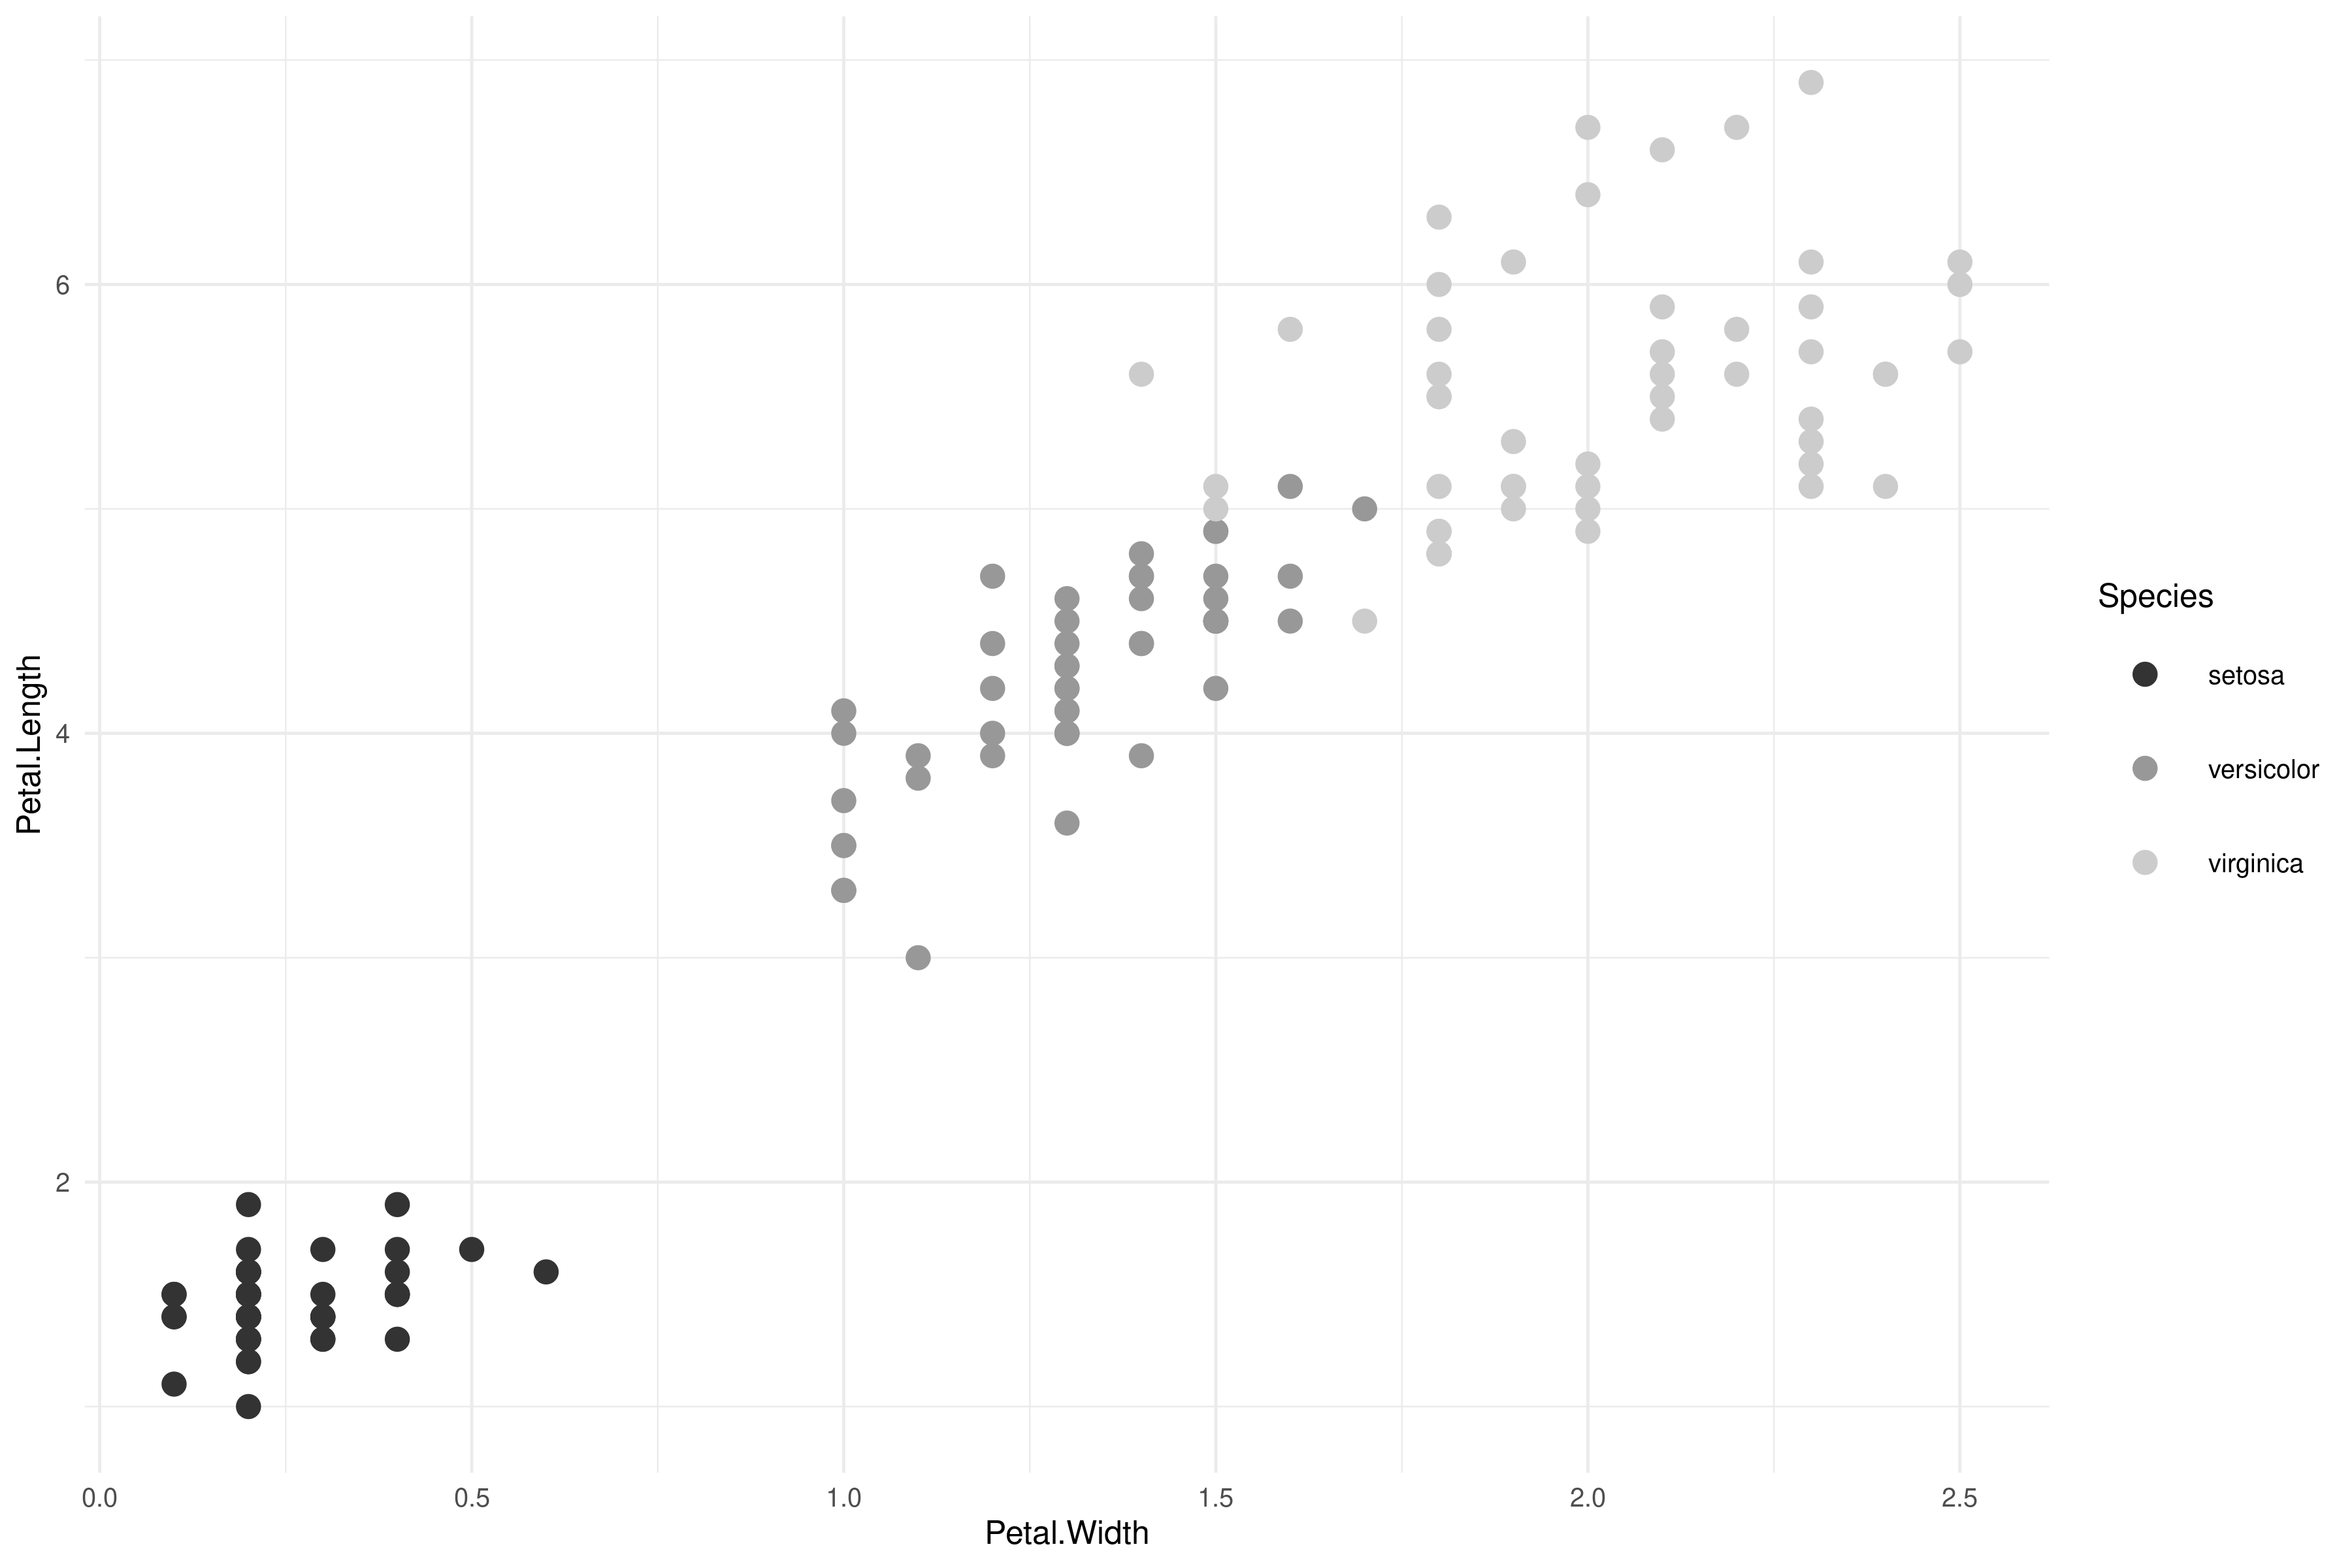 Petal.Length
6
4
2
0.0 0.5 1.0 1.5 2.0 2.5
Petal.Width
Species
setosa
versicolor
virginica